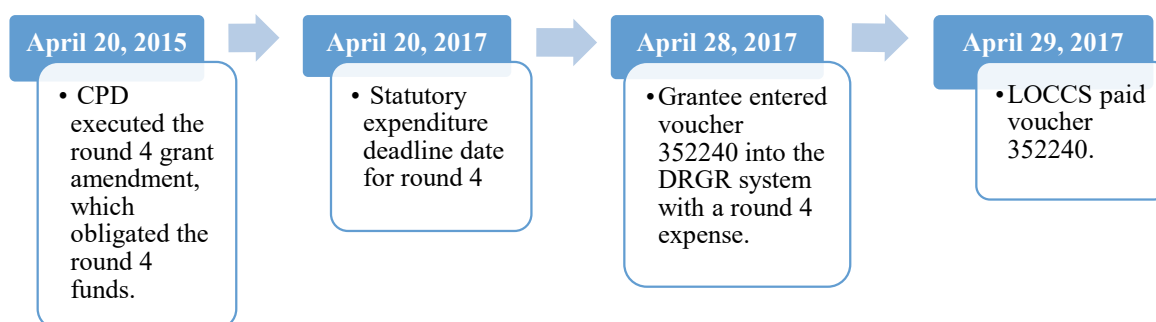 April 20, 2015
• CPD
executed the
round 4 grant
amendment,
which
obligated the
round 4
funds.
April 20, 2017
• Statutory
expenditure
deadline date
for round 4
April 28, 2017
•Grantee entered
voucher
352240 into the
DRGR system
with a round 4
expense.
April 29, 2017
•LOCCS paid
voucher
352240.